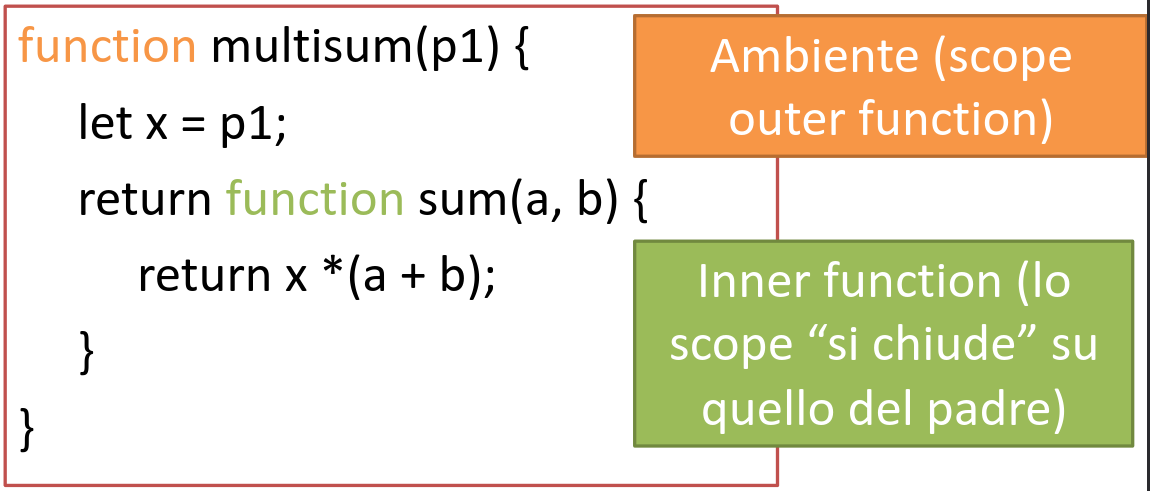 function multisum(p1) {
let x = p1;
return function sum(a, b) {
return x *(a + b);
}
}
Ambiente (scope
outer function)
Inner function (lo
scope “si chiude” su
quello del padre)